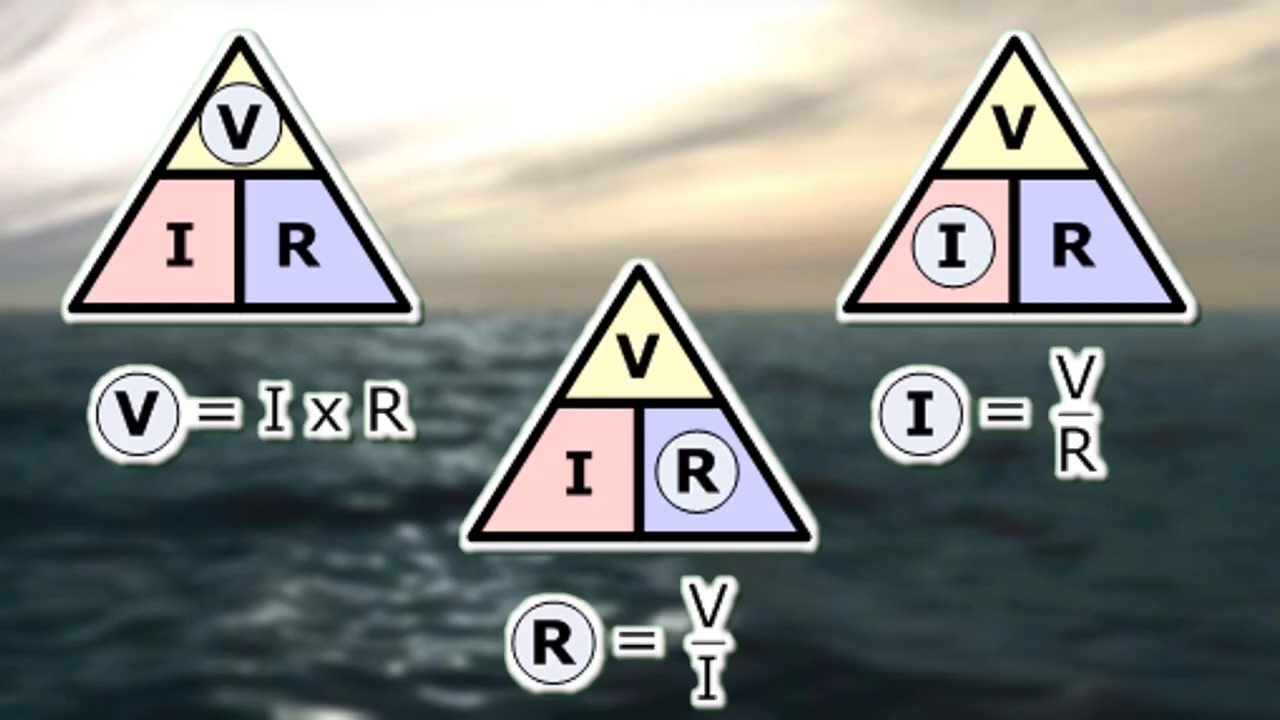 V
I R
V = I x R
V
I R
I = V/R
V
I R
R = V/I